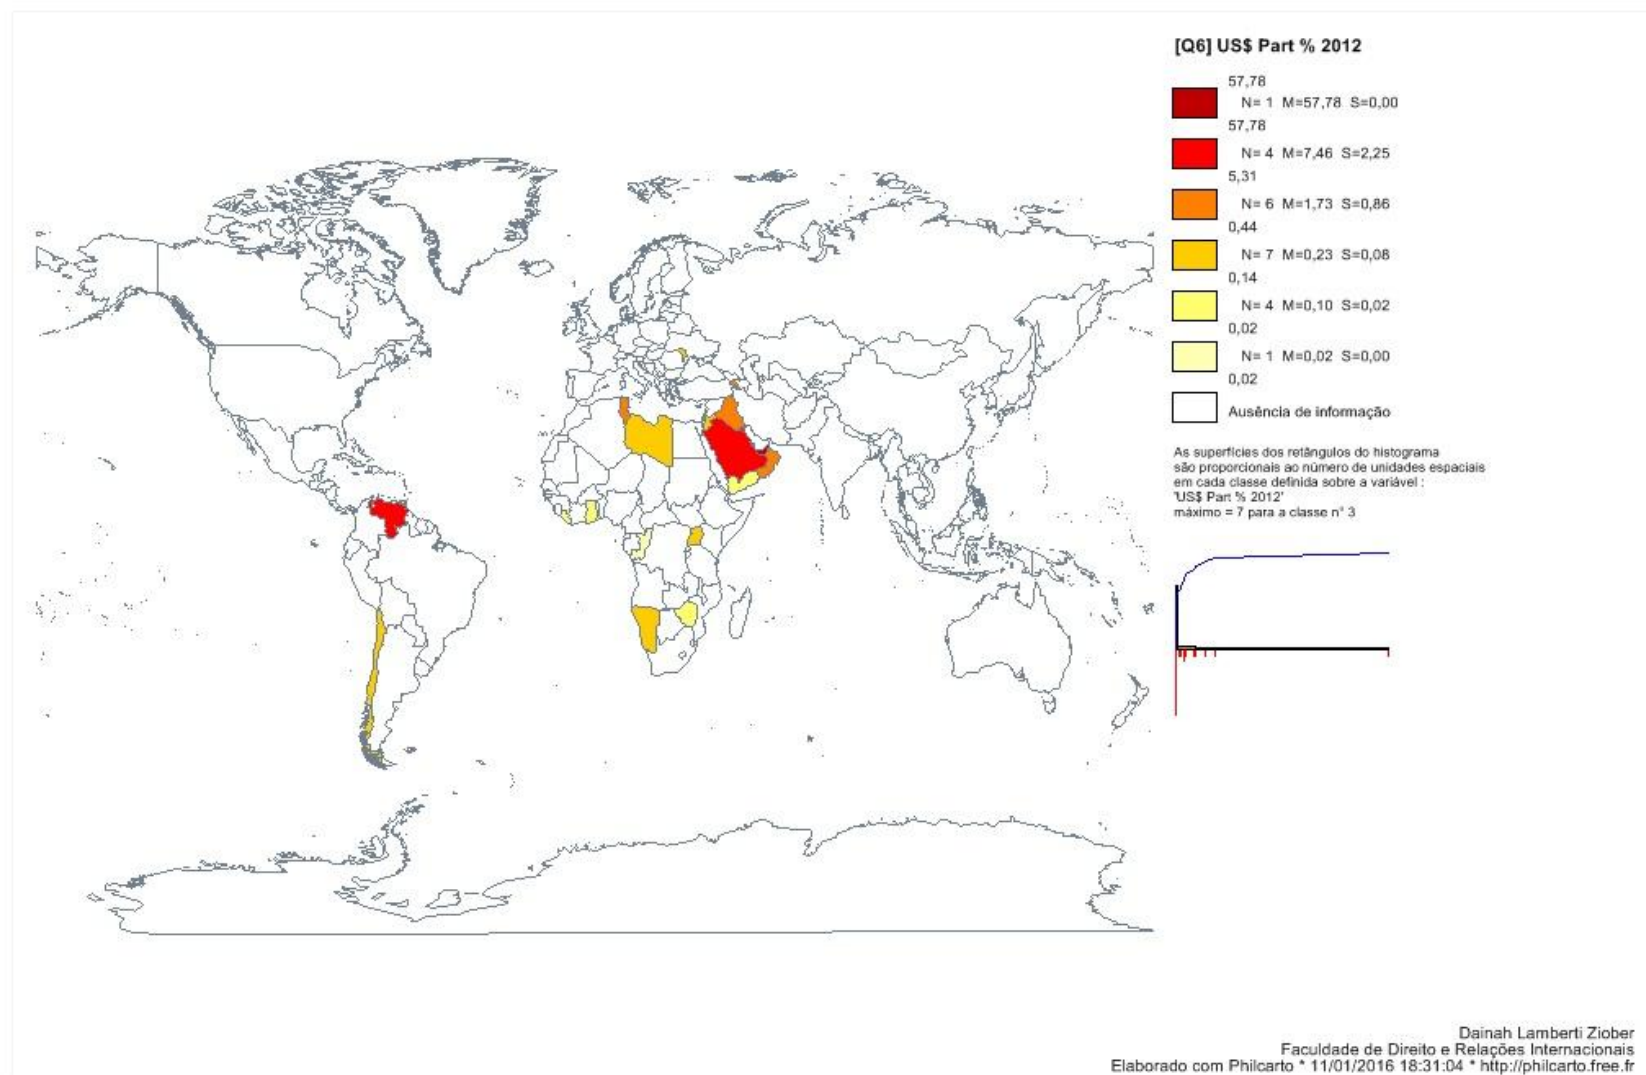 [Q6] US$ Part % 2012
57,78
N= 1 M=57,78 S=0,00
57,78
N= 4 M=7,46 S=2,25
5,31
N= 6 M=1,73 S=0,86
0,44
N= 7 M=0,23 S=0,08
0,14
N= 4 M=0,10 S=0,02
0,02
N= 1 M=0,02 S=0,00
0,02
Ausência de informação
As superfícies dos retângulos do histograma
são proporcionais ao número de unidades espaciais
em cada classe definida sobre a variável :
'US$ Part % 2012'
máximo = 7 para a classe n° 3
Dainah Lamberti Ziober
Faculdade de Direito e Relações Internacionais
Elaborado com Philcarto * 11/01/2016 18:31:04 * http://philcarto.free.fr